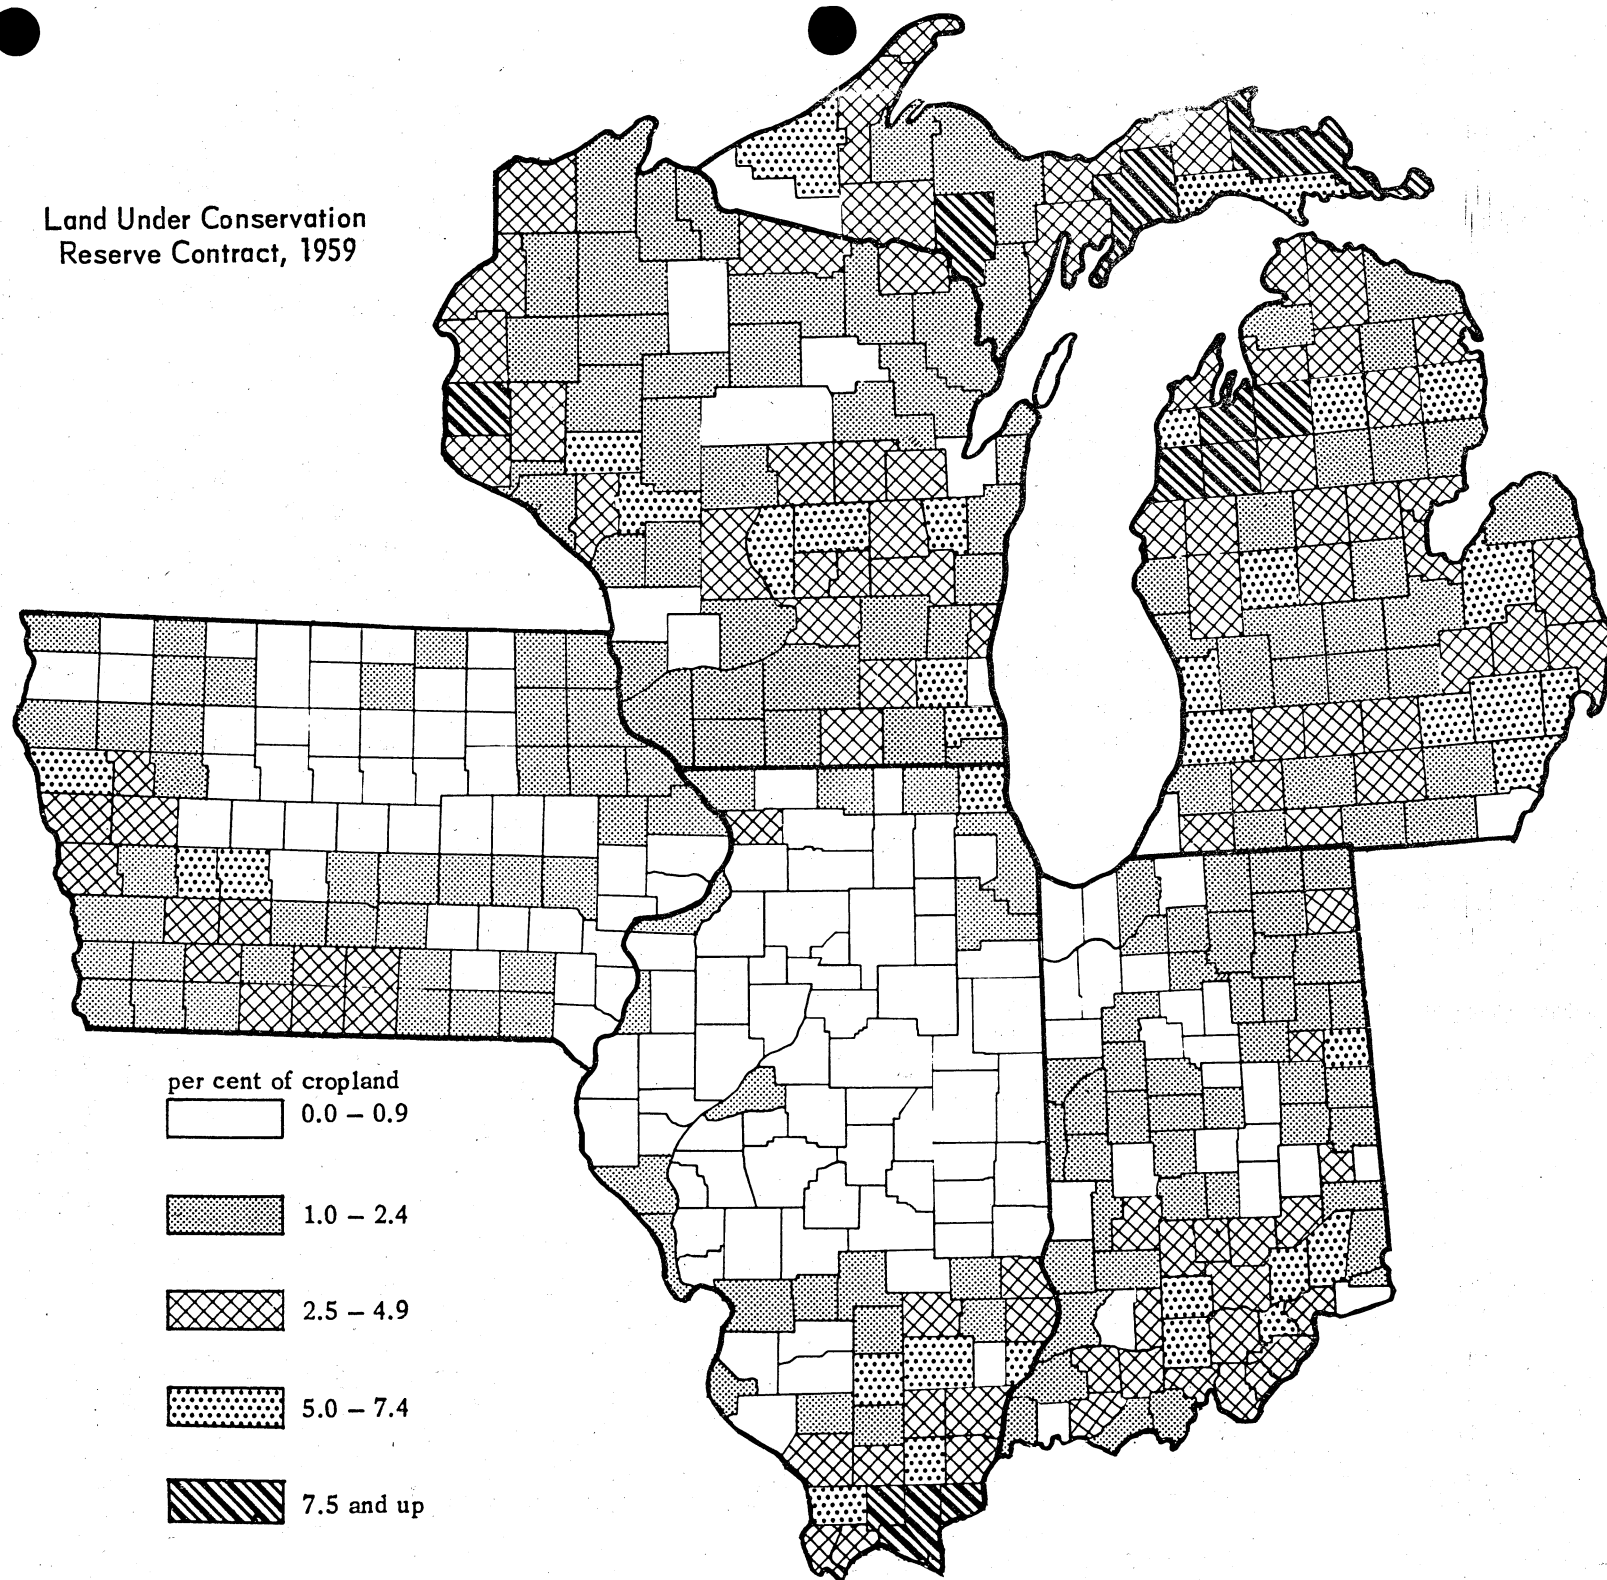 Land Under Conservation
Reserve Contract, 1959
per cent of cropland
0.0 – 0.9
1.0 – 2.4
2.5 – 4.9
5.0 – 7.4
7.5 and up